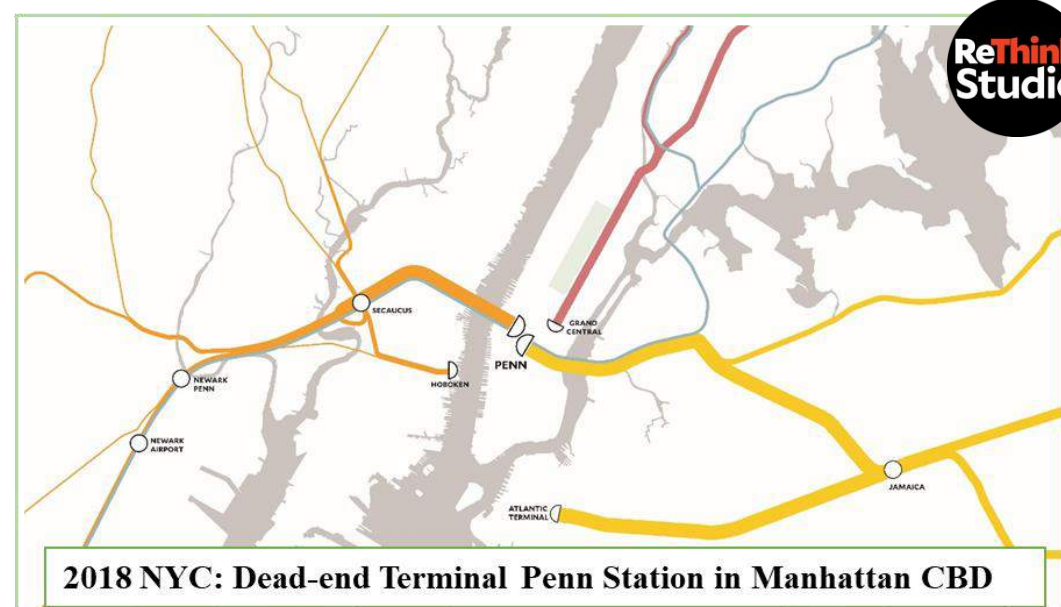 ReThin
Studio
SECAUCUS
GRAND
CENTRAL
PENN
HOBOKEN
NEWARK
PENN
NEWARK
AIRPORT
JAMAICA
ATLANTIC
TERMINAL
2018 NYC: Dead-end Terminal Penn Station in Manhattan CBD